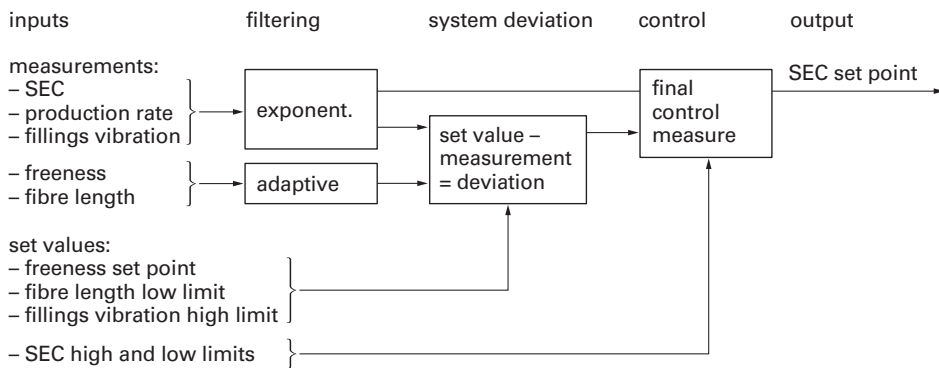 inputs
filtering
system deviation
control
output
measurements:
– SEC
– production rate
– fillings vibration
exponent.
final
control
measure
SEC set point
set value –
measurement
= deviation
– freeness
– fibre length
adaptive
set values:
– freeness set point
– fibre length low limit
– fillings vibration high limit
– SEC high and low limits